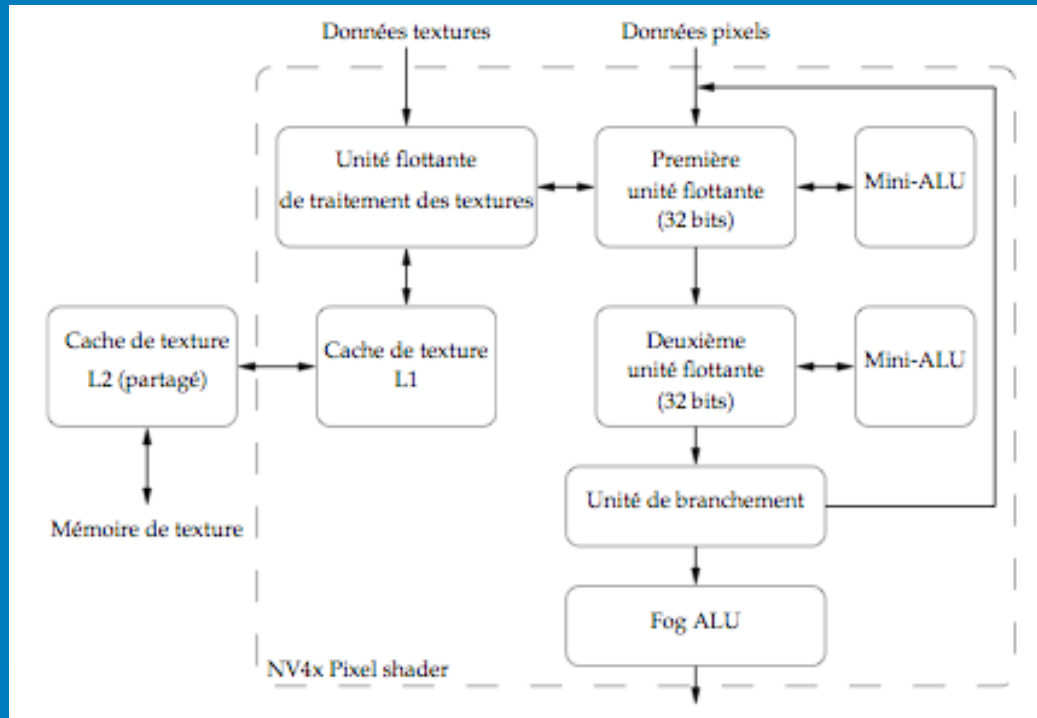 Données textures
Données pixels
Unité flottante
de traitement des textures
Première
unité flottante
(32 bits)
Mini-ALU
Cache de texture
L2 (partagé)
Cache de texture
L1
Deuxième
unité flottante
(32 bits)
Mini-ALU
Mémoire de texture
Unité de branchement
Fog ALU
NV4x Pixel shader